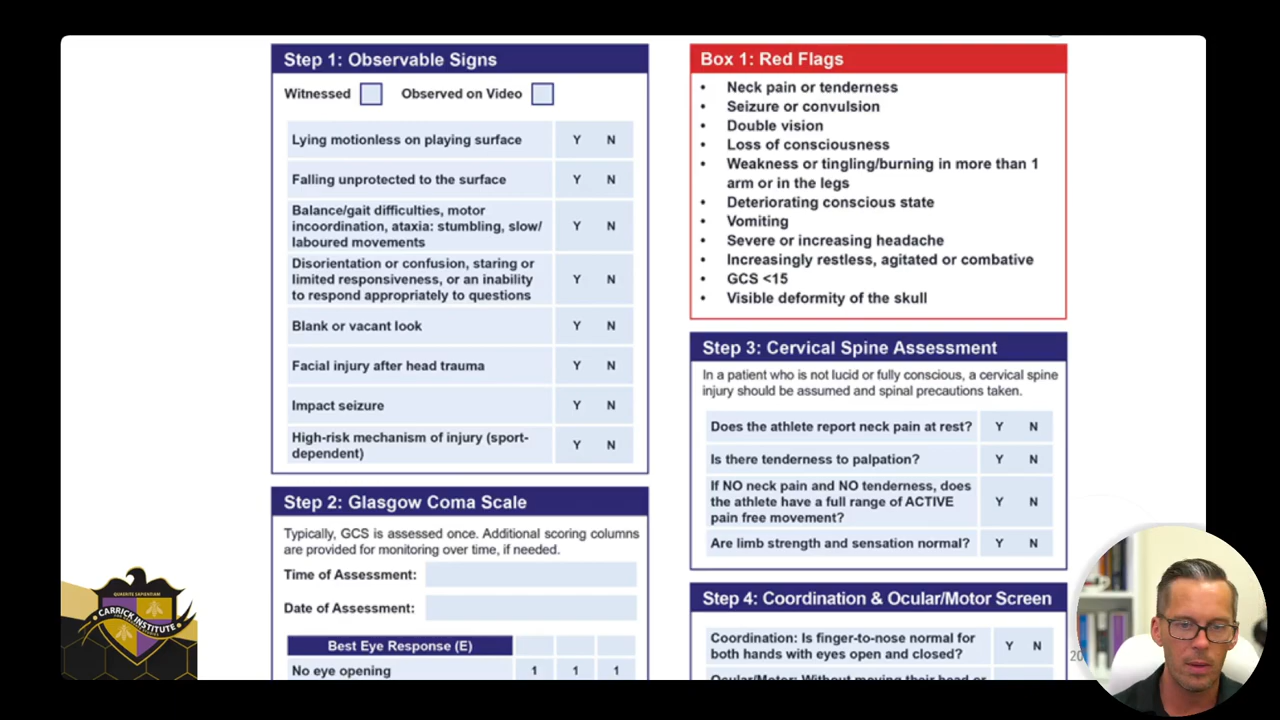 Step 1: Observable Signs
Witnessed
Observed on Video
Lying motionless on playing surface Y N
Falling unprotected to the surface Y N
Balance/gait difficulties, motor
incoordination, ataxia: stumbling, slow/
laboured movements
Y N
Disorientation or confusion, staring or
limited responsiveness, or an inability
to respond appropriately to questions
Y N
Blank or vacant look Y N
Facial injury after head trauma Y N
Impact seizure Y N
High-risk mechanism of injury (sport-
dependent)
Y N
Step 2: Glasgow Coma Scale
Typically, GCS is assessed once. Additional scoring columns
are provided for monitoring over time, if needed.
Time of Assessment:
Date of Assessment:
Best Eye Response (E)
No eye opening 1 1 1
Box 1: Red Flags
• Neck pain or tenderness
• Seizure or convulsion
• Double vision
• Loss of consciousness
• Weakness or tingling/burning in more than 1
arm or in the legs
• Deteriorating conscious state
• Vomiting
• Severe or increasing headache
• Increasingly restless, agitated or combative
• GCS <15
• Visible deformity of the skull
Step 3: Cervical Spine Assessment
In a patient who is not lucid or fully conscious, a cervical spine
injury should be assumed and spinal precautions taken.
Does the athlete report neck pain at rest? Y N
Is there tenderness to palpation? Y N
If NO neck pain and NO tenderness, does
the athlete have a full range of ACTIVE
pain free movement?
Y N
Are limb strength and sensation normal? Y N
Step 4: Coordination & Ocular/Motor Screen
Coordination: Is finger-to-nose normal for
both hands with eyes open and closed?
Y N
Ocular/Motor: Without moving their head or
20
CARRICK INSTITUTE